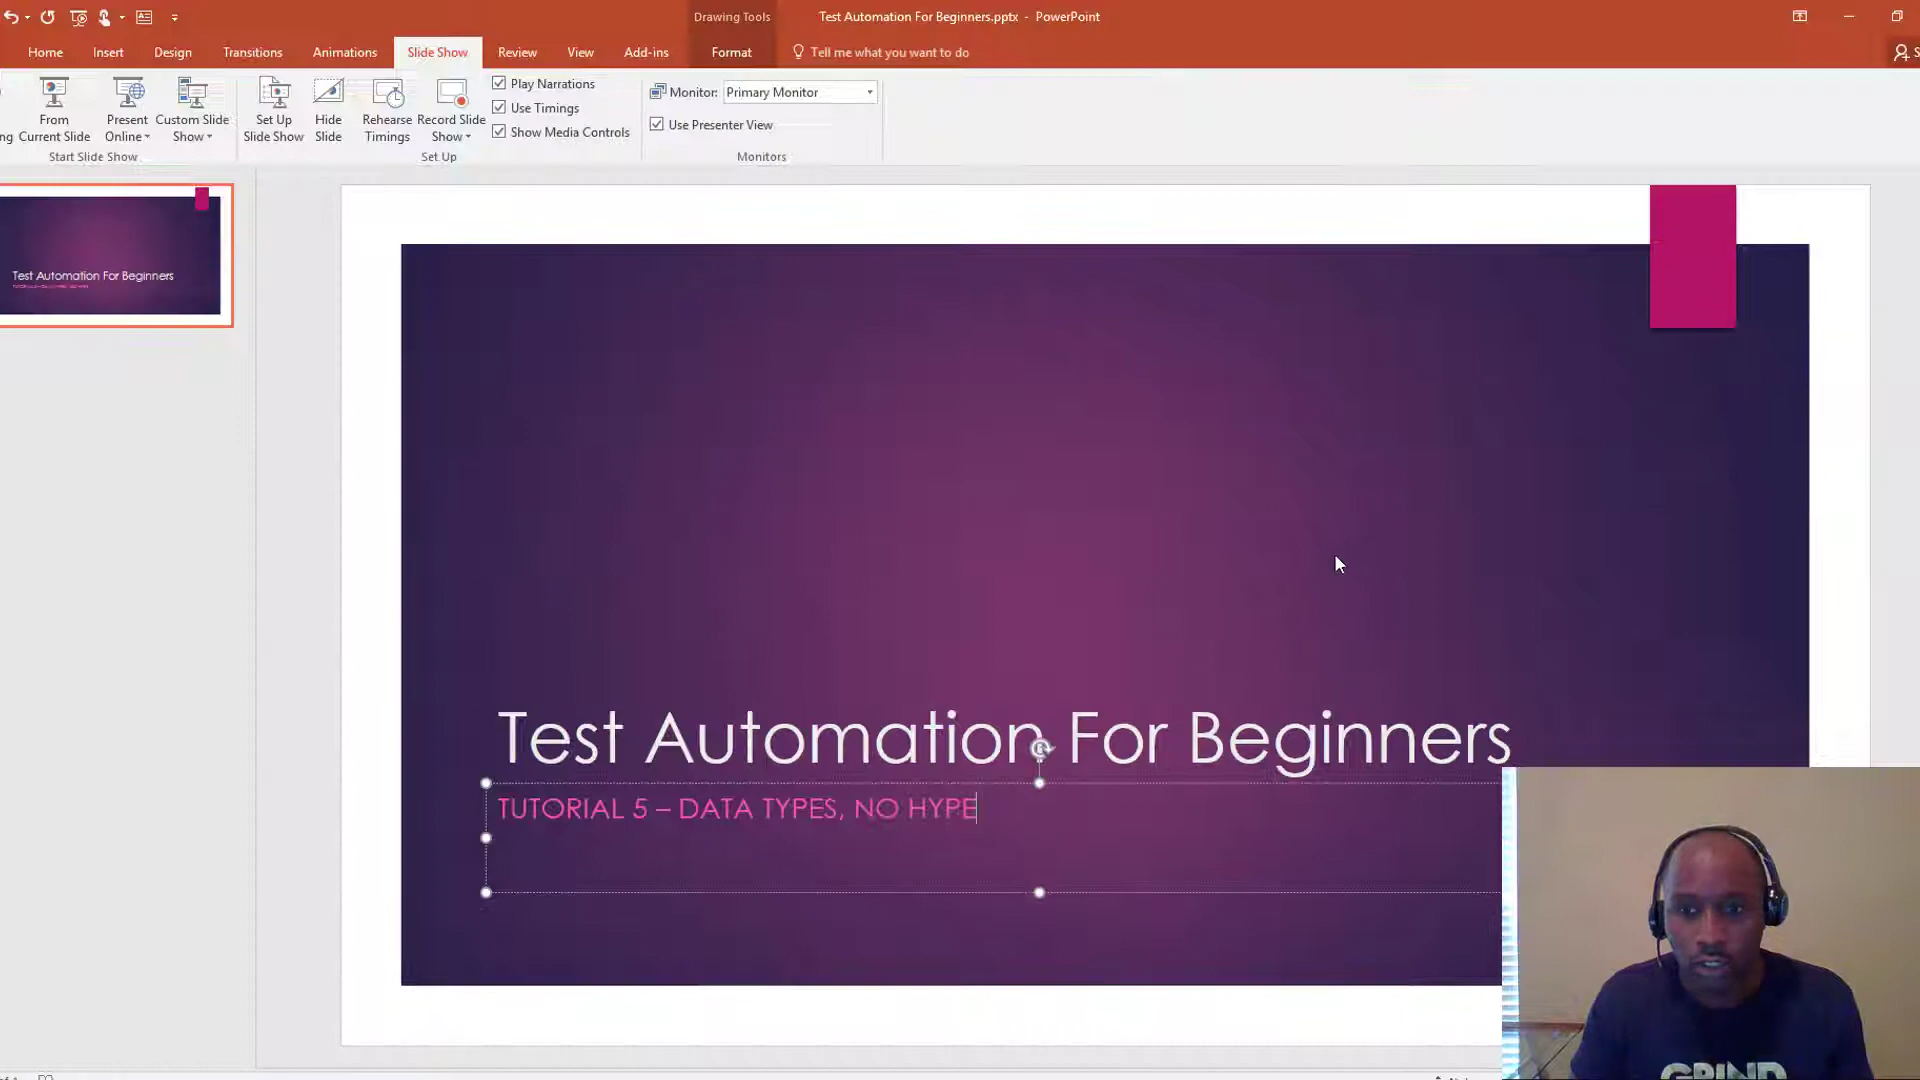 Drawing Tools
Test Automation For Beginners.pptx - PowerPoint
Home Insert Design Transitions Animations Slide Show Review View Add-ins Format Tell me what you want to do
From Current Slide
Present Online
Custom Slide Show
Set Up Slide Show
Hide Slide
Rehearse Timings
Record Slide Show
Play Narrations
Use Timings
Show Media Controls
Monitor: Primary Monitor
Use Presenter View
Start Slide Show
Set Up
Monitors
Test Automation For Beginners
Test Automation For Beginners
TUTORIAL 5 – DATA TYPES, NO HYPE
GRIND